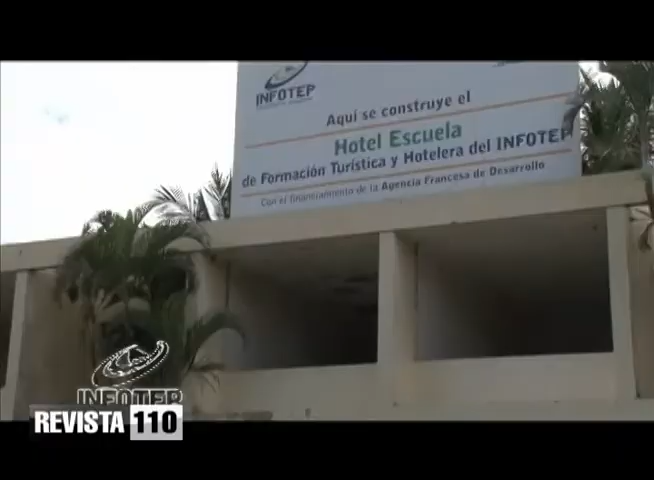 INFOTEP
Aquí se construye el
Hotel Escuela
de Formación Turística y Hotelera del INFOTEP
Con el financiamiento de la Agencia Francesa de Desarrollo
INFOTEP
REVISTA 110